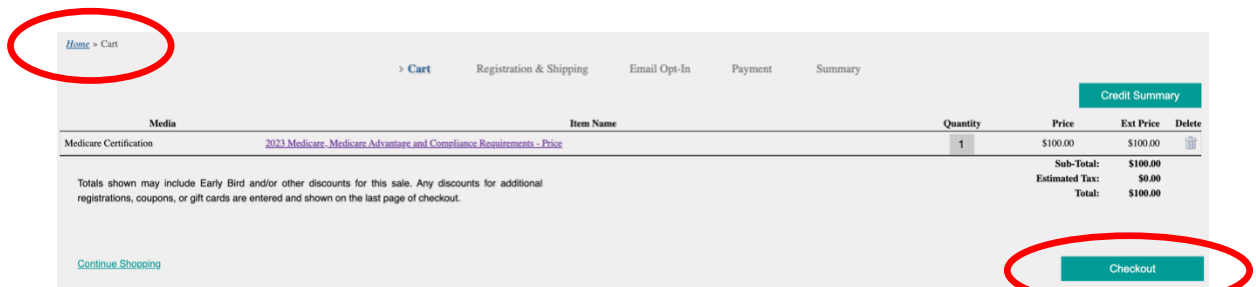 Home » Cart
> Cart Registration & Shipping Email Opt-In Payment Summary
Credit Summary
Media Item Name Quantity Price Ext Price Delete
Medicare Certification 2023 Medicare, Medicare Advantage and Compliance Requirements - Price 1 $100.00 $100.00
Sub-Total: $100.00
Estimated Tax: $0.00
Total: $100.00
Totals shown may include Early Bird and/or other discounts for this sale. Any discounts for additional
registrations, coupons, or gift cards are entered and shown on the last page of checkout.
Continue Shopping
Checkout